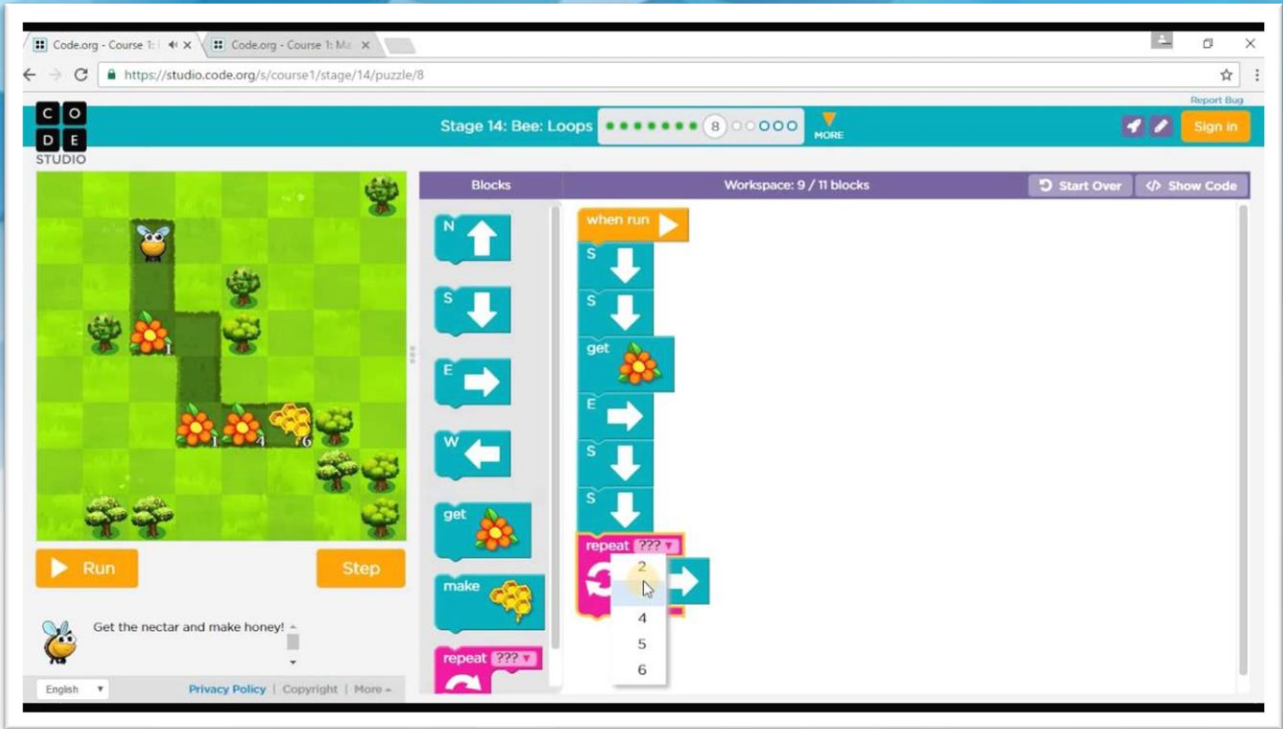 Code.org - Course 1:
Code.org - Course 1: Ma
https://studio.code.org/s/course1/stage/14/puzzle/8
Report Bug
C O
D E
STUDIO
Stage 14: Bee: Loops
8
MORE
Sign in
Blocks
Workspace: 9 / 11 blocks
Start Over
</> Show Code
N
S
E
W
get
make
repeat ???
when run
S
S
get
E
S
S
repeat ???
2
4
5
6
1
1
4
6
Run
Step
Get the nectar and make honey!
English
Privacy Policy | Copyright | More